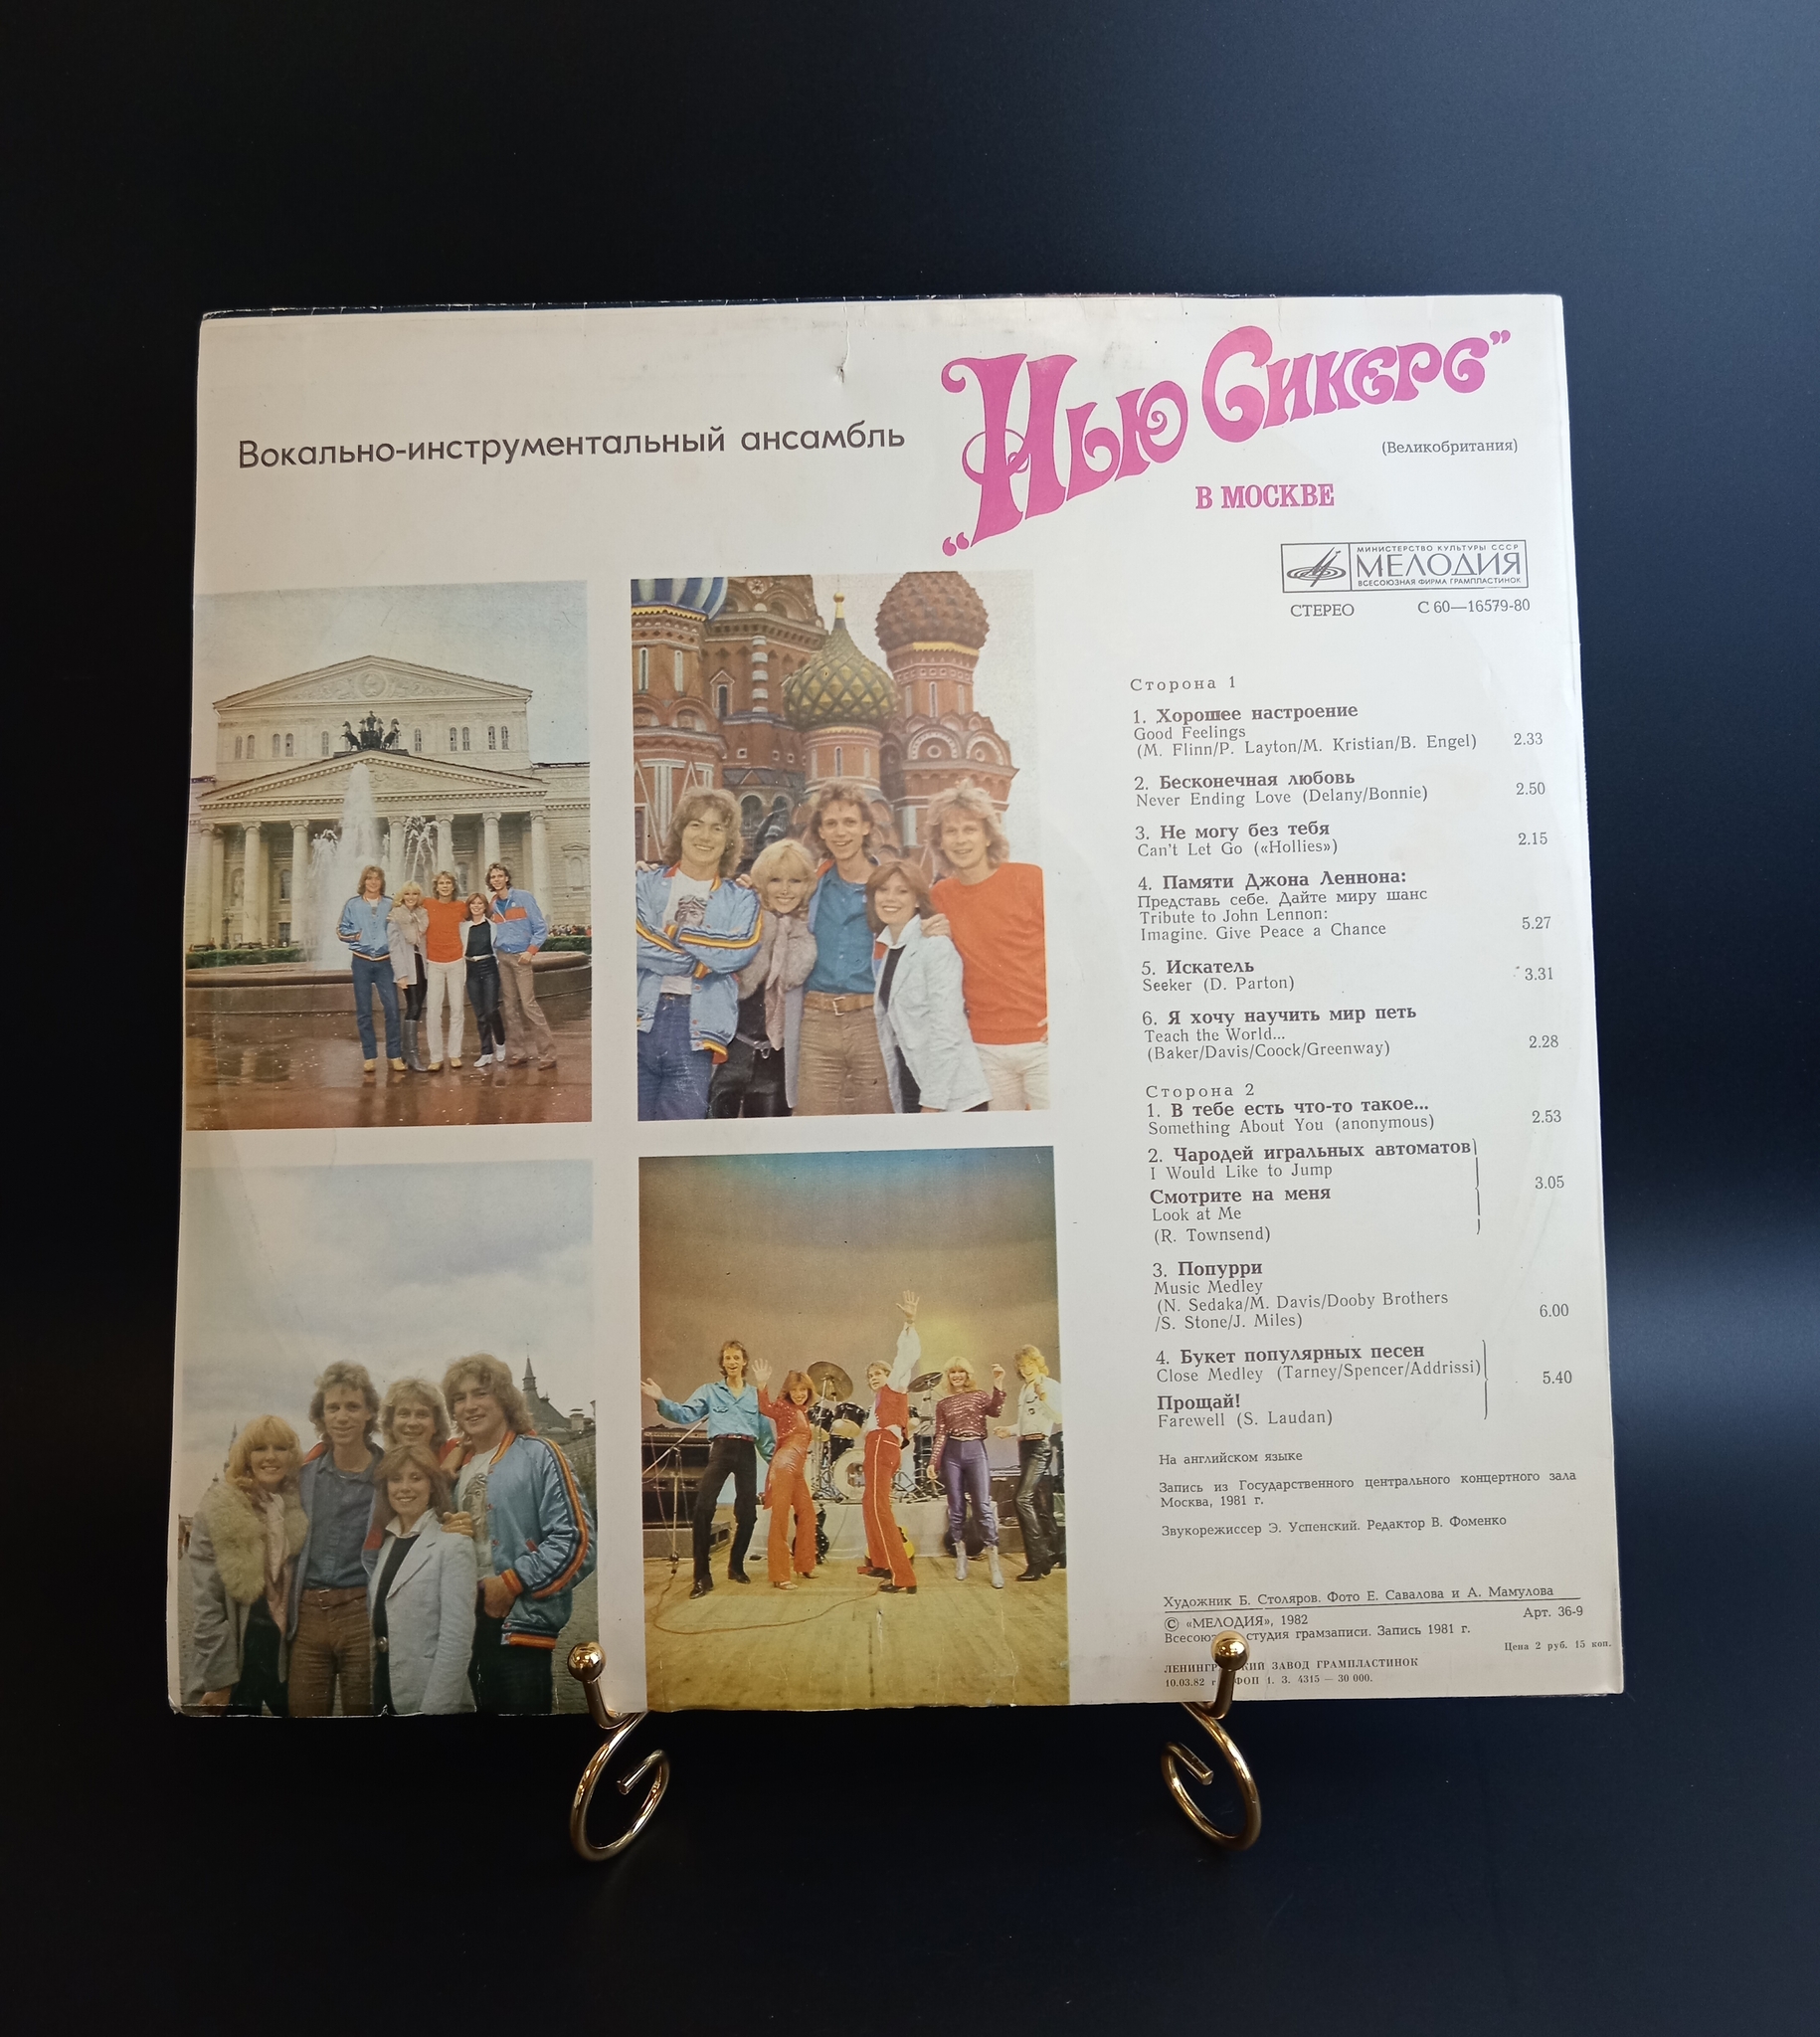 Вокально-инструментальный ансамбль
„Нью Сикерс”
(Великобритания)
В МОСКВЕ
МИНИСТЕРСТВО КУЛЬТУРЫ СССР
МЕЛОДИЯ
ВСЕСОЮЗНАЯ ФИРМА ГРАМПЛАСТИНОК
СТЕРЕО С 60—16579-80
Сторона 1
1. Хорошее настроение
Good Feelings
(M. Flinn/P. Layton/M. Kristian/B. Engel) 2.33
2. Бесконечная любовь
Never Ending Love (Delany/Bonnie) 2.50
3. Не могу без тебя
Can't Let Go («Hollies») 2.15
4. Памяти Джона Леннона:
Представь себе. Дайте миру шанс
Tribute to John Lennon:
Imagine. Give Peace a Chance 5.27
5. Искатель
Seeker (D. Parton) 3.31
6. Я хочу научить мир петь
Teach the World...
(Baker/Davis/Coock/Greenway) 2.28
Сторона 2
1. В тебе есть что-то такое...
Something About You (anonymous) 2.53
2. Чародей игральных автоматов
I Would Like to Jump
Смотрите на меня 3.05
Look at Me
(R. Townsend)
3. Попурри
Music Medley
(N. Sedaka/M. Davis/Dooby Brothers
/S. Stone/J. Miles) 6.00
4. Букет популярных песен
Close Medley (Tarney/Spencer/Addrissi)
Прощай! 5.40
Farewell (S. Laudan)
На английском языке
Запись из Государственного центрального концертного зала
Москва, 1981 г.
Звукорежиссер Э. Успенский. Редактор В. Фоменко
Художник Б. Столяров. Фото Е. Савалова и А. Мамулова
© «МЕЛОДИЯ», 1982 Арт. 36-9
студия грамзаписи. Запись 1981 г.
Цена 2 руб. 15 коп.
ЗАВОД ГРАМПЛАСТИНОК
10.03.82 г. 1. З. 4315 — 30 000.